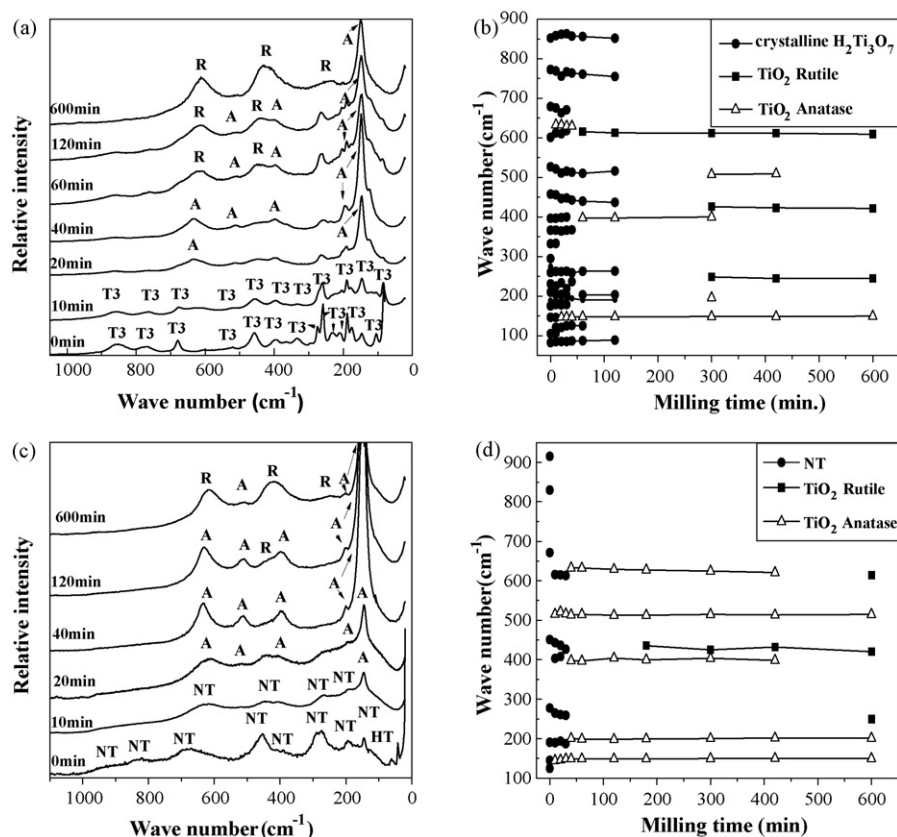 (a)
Relative intensity
A
R R R
600min
A
R A R A A
120min
A
R A R A
60min
A
A A A
40min
A
A
20min
T3 T3 T3 T3 T3 T3 T3 T3 T3 T3 T3
10min
T3 T3 T3 T3 T3 T3 T3 T3 T3 T3 T3
0min
1000 800 600 400 200 0
Wave number (cm-1)
(b)
Wave number(cm-1)
900
800
700
600
500
400
300
200
100
crystalline H2Ti3O7
TiO2 Rutile
TiO2 Anatase
0 100 200 300 400 500 600
Milling time (min.)
(c)
Relative intensity
R A R R A
600min
A A R A A
120min
A A A A
40min
A A A A A
20min
NT NT NT NT A
10min
NT NT NT NT NT NT NT NT HT
0min
1000 800 600 400 200 0
Wave number (cm-1)
(d)
Wave number(cm-1)
900
800
700
600
500
400
300
200
100
NT
TiO2 Rutile
TiO2 Anatase
0 100 200 300 400 500 600
Milling time (min)